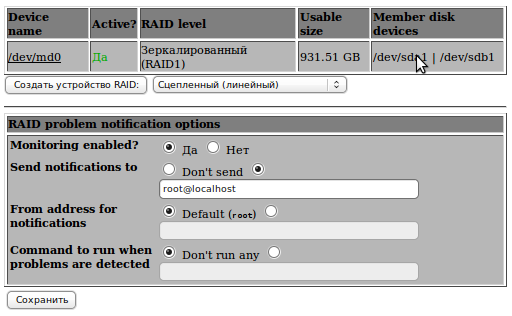 Device name Active? RAID level Usable size Member disk devices
/dev/md0 Да Зеркалированный (RAID1) 931.51 GB /dev/sda1 | /dev/sdb1
Создать устройство RAID: Сцепленный (линейный)
RAID problem notification options
Monitoring enabled? Да Нет
Send notifications to Don't send
root@localhost
From address for notifications Default (root)
Command to run when problems are detected Don't run any
Сохранить